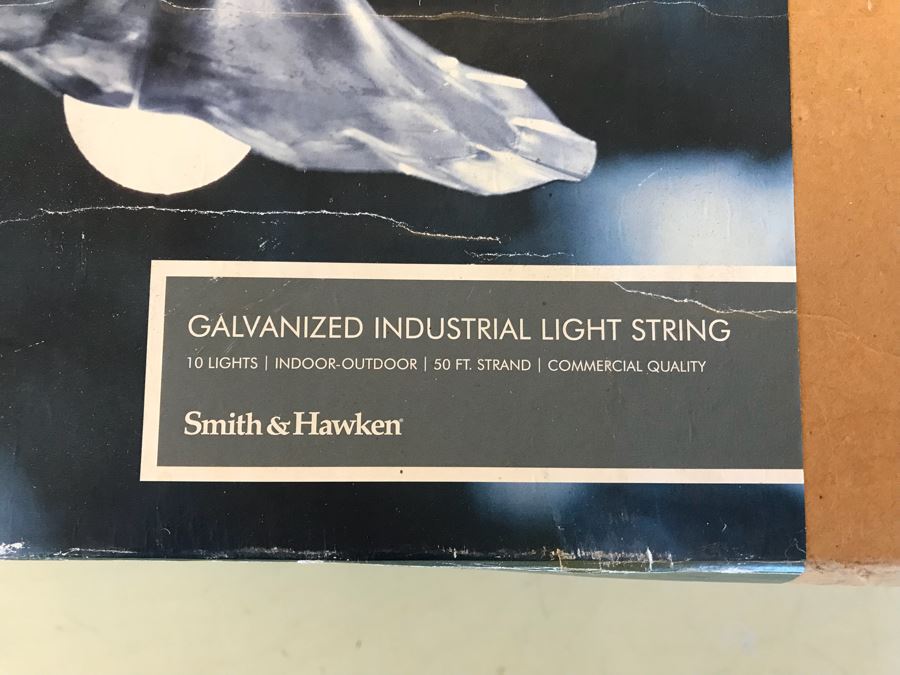 GALVANIZED INDUSTRIAL LIGHT STRING
10 LIGHTS | INDOOR-OUTDOOR | 50 FT. STRAND | COMMERCIAL QUALITY
Smith & Hawken®